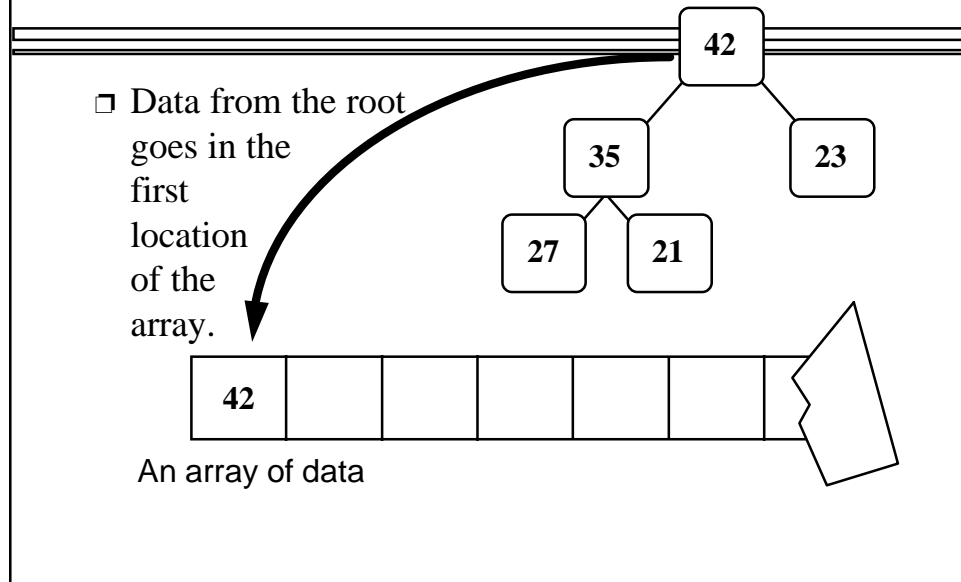 42
❐ Data from the root
goes in the
first
location
of the
array.
35
23
27
21
42
An array of data